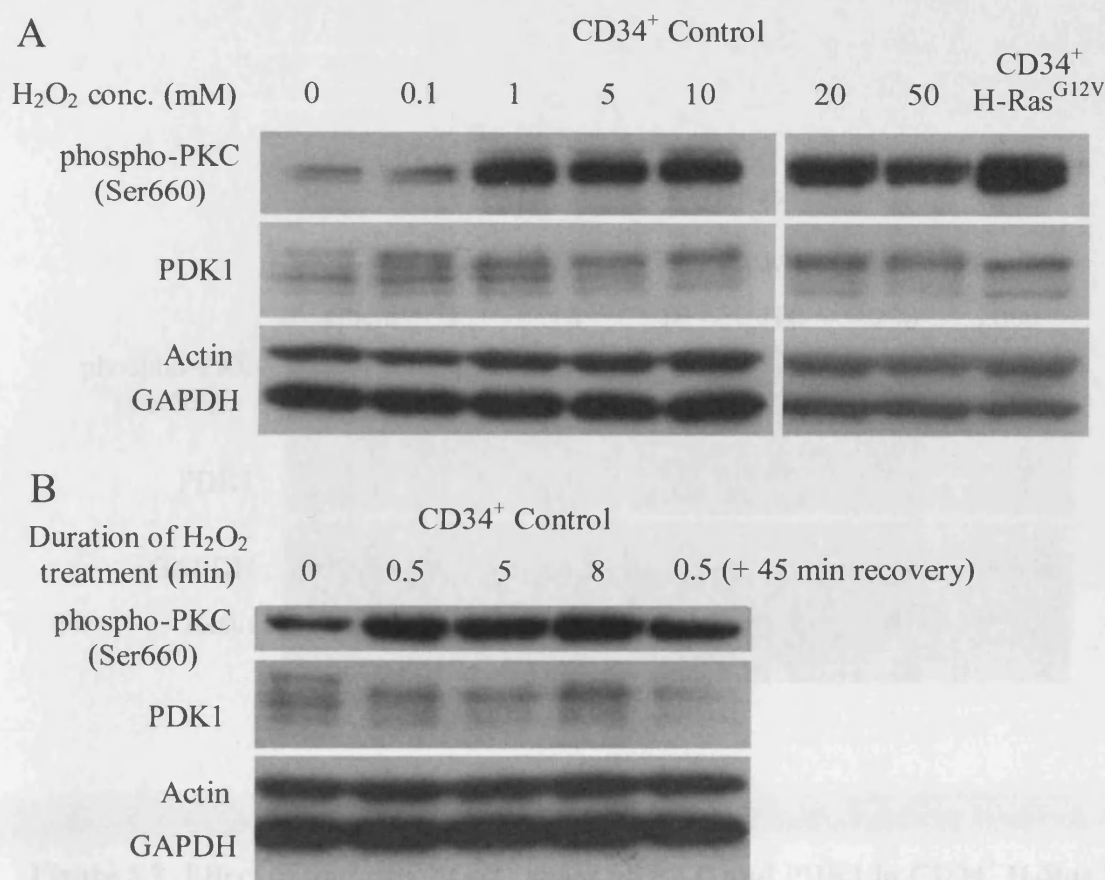 A
CD34⁺ Control
H₂O₂ conc. (mM) 0 0.1 1 5 10 20 50 CD34⁺ H-Rasᴳ¹²ⱽ
phospho-PKC
(Ser660)
PDK1
Actin
GAPDH
B
CD34⁺ Control
Duration of H₂O₂
treatment (min) 0 0.5 5 8 0.5 (+ 45 min recovery)
phospho-PKC
(Ser660)
PDK1
Actin
GAPDH